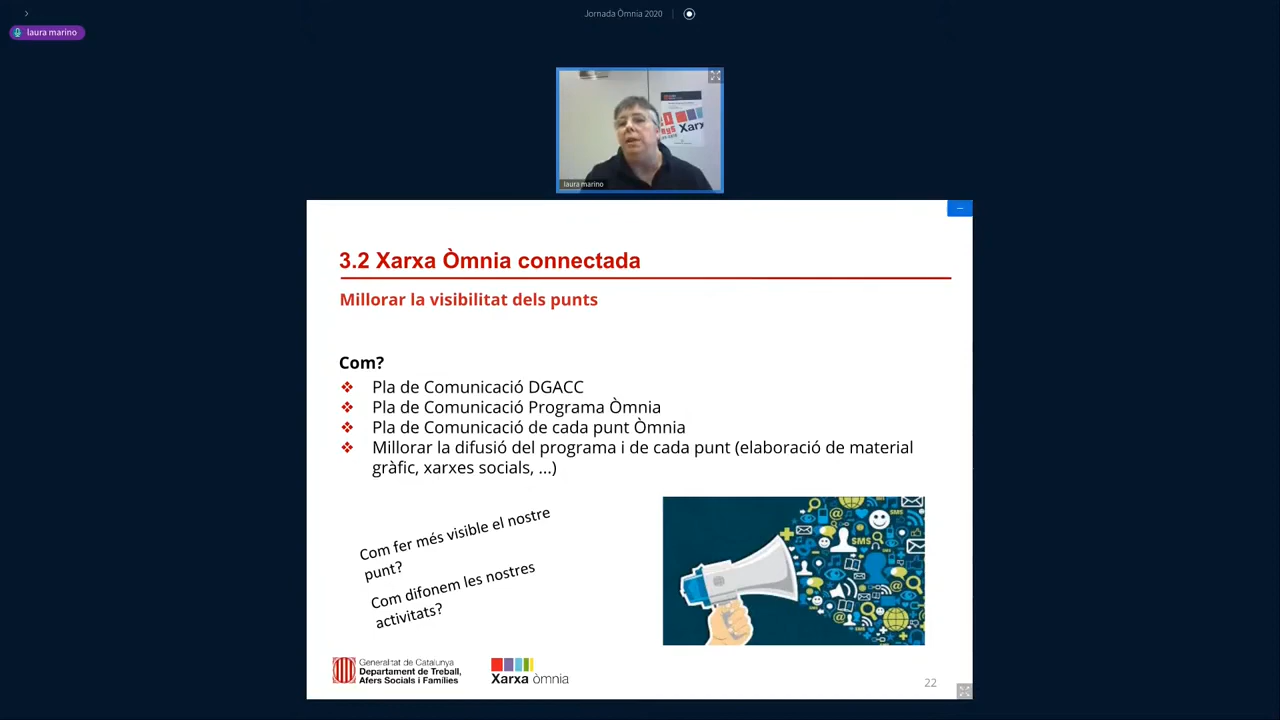 Jornada Òmnia 2020
laura marino
Xarx
laura marino
3.2 Xarxa Òmnia connectada
Millorar la visibilitat dels punts
Com?
❖ Pla de Comunicació DGACC
❖ Pla de Comunicació Programa Òmnia
❖ Pla de Comunicació de cada punt Òmnia
❖ Millorar la difusió del programa i de cada punt (elaboració de material
gràfic, xarxes socials, ...)
Com fer més visible el nostre
punt?
Com difonem les nostres
activitats?
SMS
SMS
Generalitat de Catalunya
Departament de Treball,
Afers Socials i Famílies
Xarxa òmnia
22